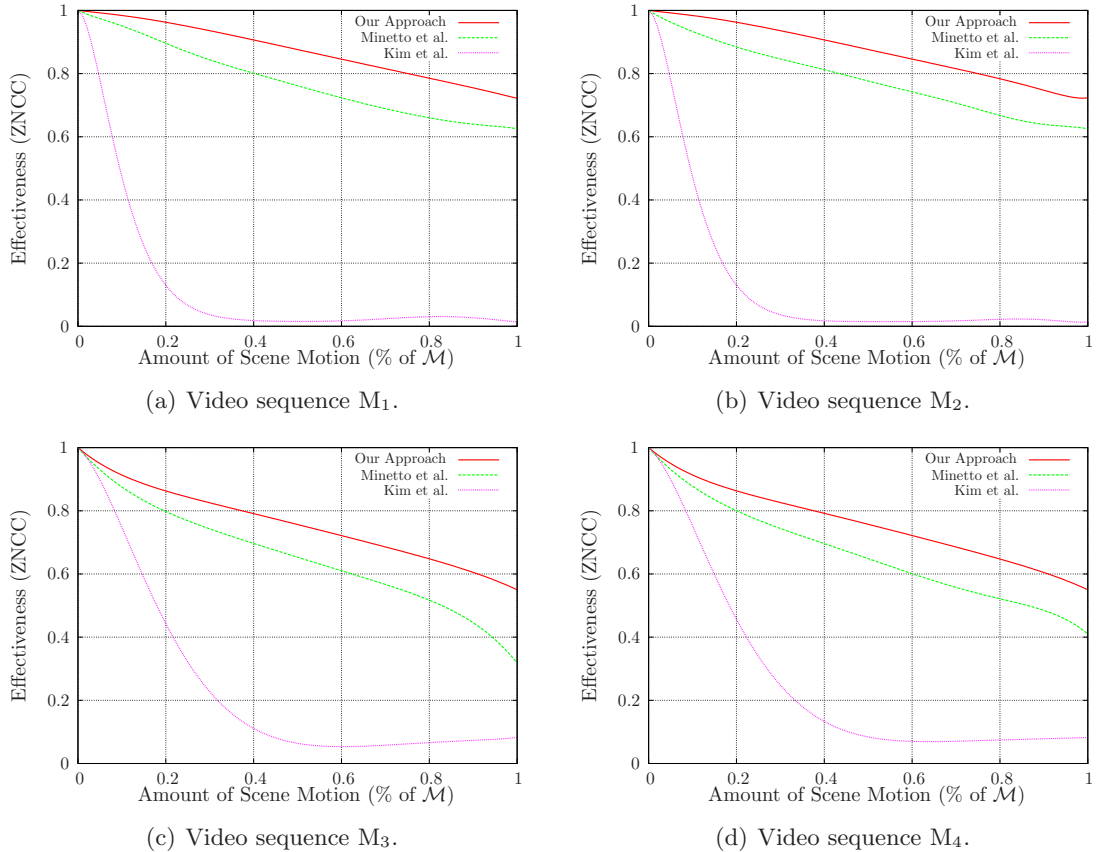 Effectiveness (ZNCC)
1
0.8
0.6
0.4
0.2
0
0
0.2
0.4
0.6
0.8
1
Amount of Scene Motion (% of ℳ)
Our Approach
Minetto et al.
Kim et al.
(a) Video sequence M₁.
Effectiveness (ZNCC)
1
0.8
0.6
0.4
0.2
0
0
0.2
0.4
0.6
0.8
1
Amount of Scene Motion (% of ℳ)
Our Approach
Minetto et al.
Kim et al.
(b) Video sequence M₂.
Effectiveness (ZNCC)
1
0.8
0.6
0.4
0.2
0
0
0.2
0.4
0.6
0.8
1
Amount of Scene Motion (% of ℳ)
Our Approach
Minetto et al.
Kim et al.
(c) Video sequence M₃.
Effectiveness (ZNCC)
1
0.8
0.6
0.4
0.2
0
0
0.2
0.4
0.6
0.8
1
Amount of Scene Motion (% of ℳ)
Our Approach
Minetto et al.
Kim et al.
(d) Video sequence M₄.